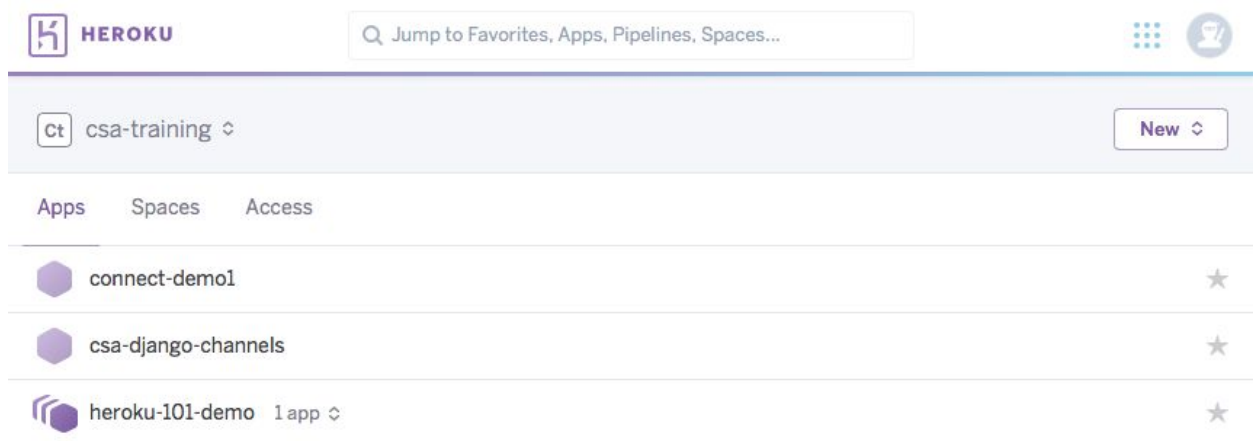 HEROKU
Jump to Favorites, Apps, Pipelines, Spaces...
Ct csa-training
New
Apps Spaces Access
connect-demo1
csa-django-channels
heroku-101-demo 1 app